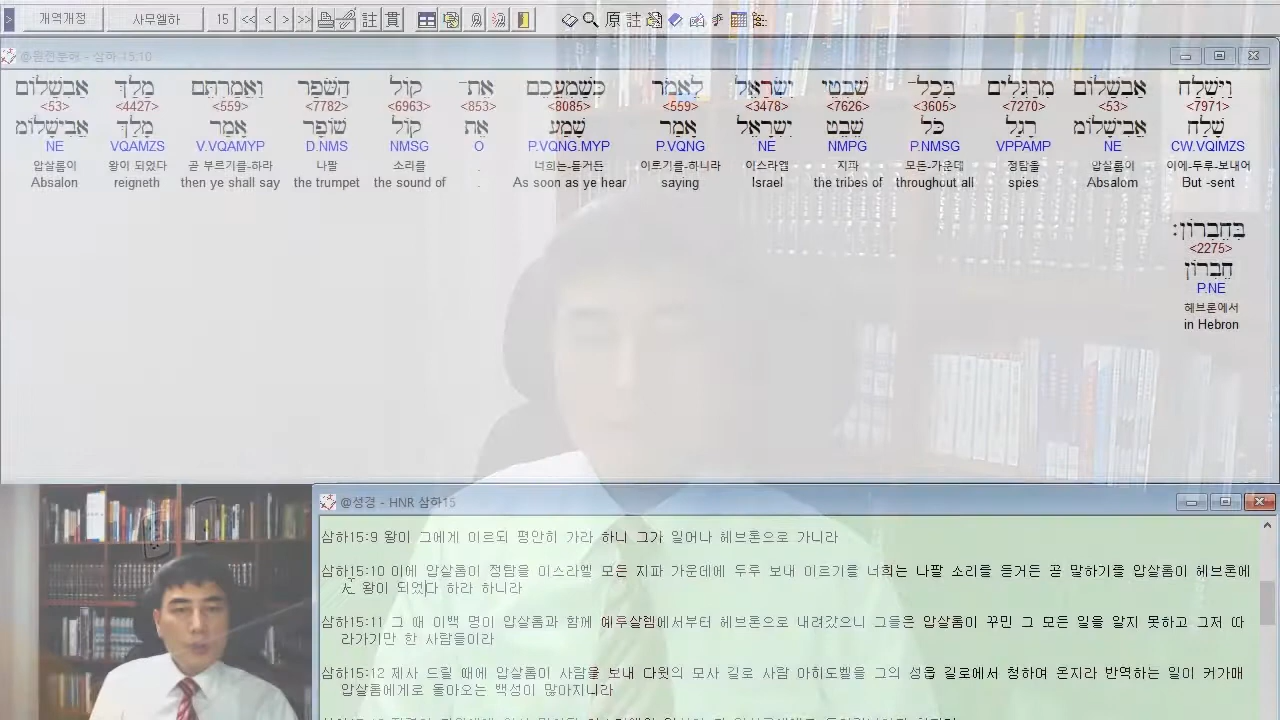 개역개정 사무엘하 15 << < > >> 註 貫 原 註
@원전분해 - 삼하 15:10
וַיִּשְׁלַח אַבְשָׁלוֹם מְרַגְּלִים בְּכָל־ שִׁבְטֵי יִשְׂרָאֵל לֵאמֹר כְּשָׁמְעֲכֶם אֶת־ קוֹל הַשֹּׁפָר וַאֲמַרְתֶּם מָלַךְ אַבְשָׁלוֹם
<53> <4427> <559> <7782> <6963> <853> <8085> <559> <3478> <7626> <3605> <7270> <53> <7971>
שָׁלַח אֲבִישָׁלוֹם רָגַל כֹּל שֵׁבֶט יִשְׂרָאֵל אָמַר שָׁמַע אֵת קוֹל שׁוֹפָר אָמַר מָלַךְ אֲבִישָׁלוֹם
NE VQAMZS V.VQAMYP D.NMS NMSG O P.VQNG.MYP P.VQNG NE NMPG P.NMSG VPPAMP NE CW.VQIMZS
압살롬이 왕이 되었다 곧 부르기를-하라 나팔 소리를 . 너희는-듣거든 이르기를-하니라 이스라엘 지파 모든-가운데 정탐을 압살롬이 이에-두루-보내어
Absalon reigneth then ye shall say the trumpet the sound of . As soon as ye hear saying Israel the tribes of throughout all spies Absalom But -sent
בְּחֶבְרוֹן׃
<2275>
חֶבְרוֹן
P.NE
헤브론에서
in Hebron
@성경 - HNR 삼하15
삼하15:9 왕이 그에게 이르되 평안히 가라 하니 그가 일어나 헤브론으로 가니라
삼하15:10 이에 압살롬이 정탐을 이스라엘 모든 지파 가운데에 두루 보내 이르기를 너희는 나팔 소리를 듣거든 곧 말하기를 압살롬이 헤브론에
서 왕이 되었다 하라 하니라
삼하15:11 그 때 이백 명이 압살롬과 함께 예루살렘에서부터 헤브론으로 내려갔으니 그들은 압살롬이 꾸민 그 모든 일을 알지 못하고 그저 따
라가기만 한 사람들이라
삼하15:12 제사 드릴 때에 압살롬이 사람을 보내 다윗의 모사 길로 사람 아히도벨을 그의 성읍 길로에서 청하여 온지라 반역하는 일이 커가매
압살롬에게로 돌아오는 백성이 많아지니라